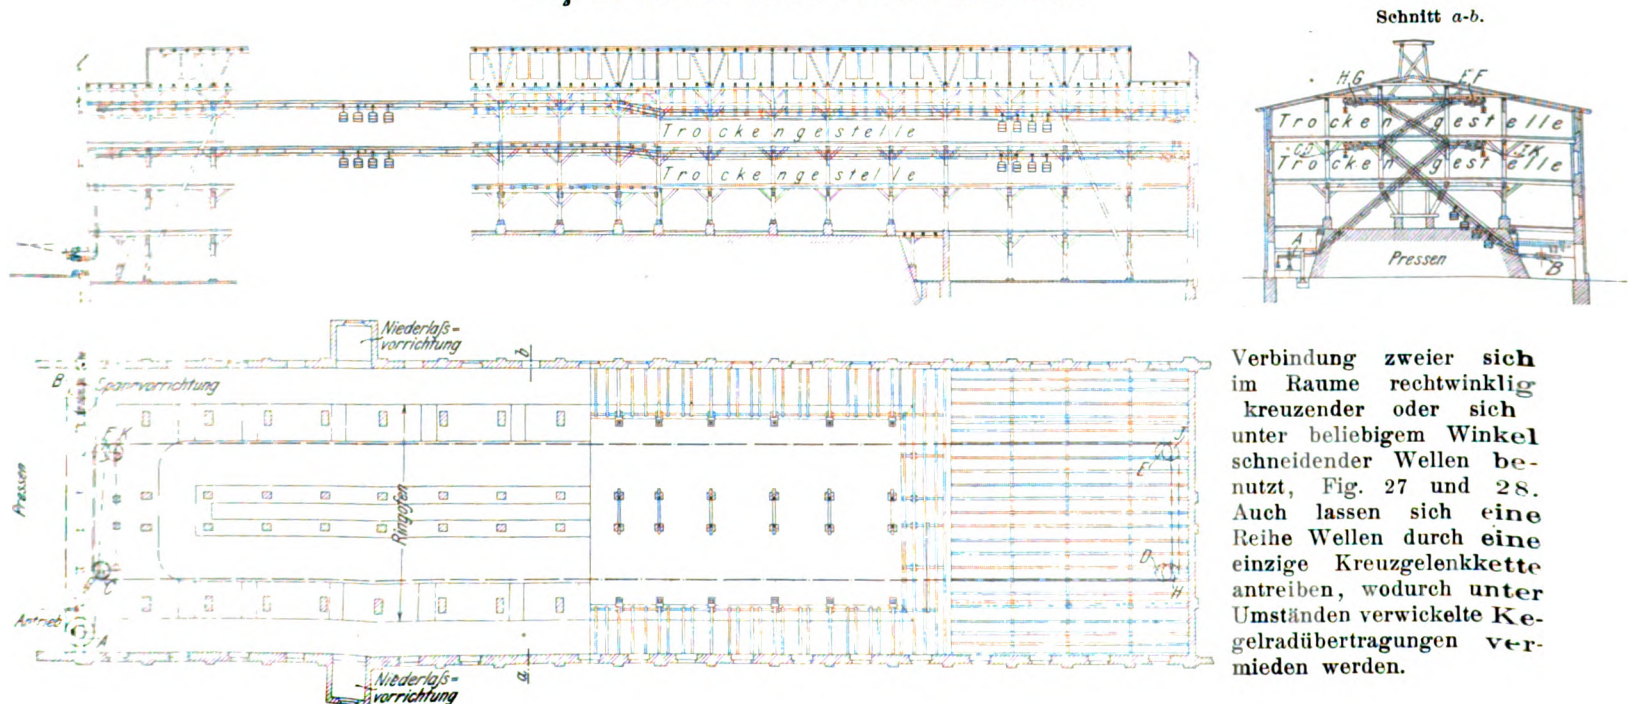 Schnitt a-b.
H.G
E.F
Trockengestelle
Trockengestelle
Trockengestelle
C.D
J.K
Trockengestelle
A
Pressen
B
Niederlaß-
vorrichtung
b
B
Spannvorrichtung
F
K
J
E
Pressen
Ringofen
D
H
C
Antrieb
A
a
Niederlaß-
vorrichtung
Verbindung zweier sich
im Raume rechtwinklig
kreuzender oder sich
unter beliebigem Winkel
schneidender Wellen be-
nutzt, Fig. 27 und 28.
Auch lassen sich eine
Reihe Wellen durch eine
einzige Kreuzgelenkkette
antreiben, wodurch unter
Umständen verwickelte Ke-
gelradübertragungen ver-
mieden werden.